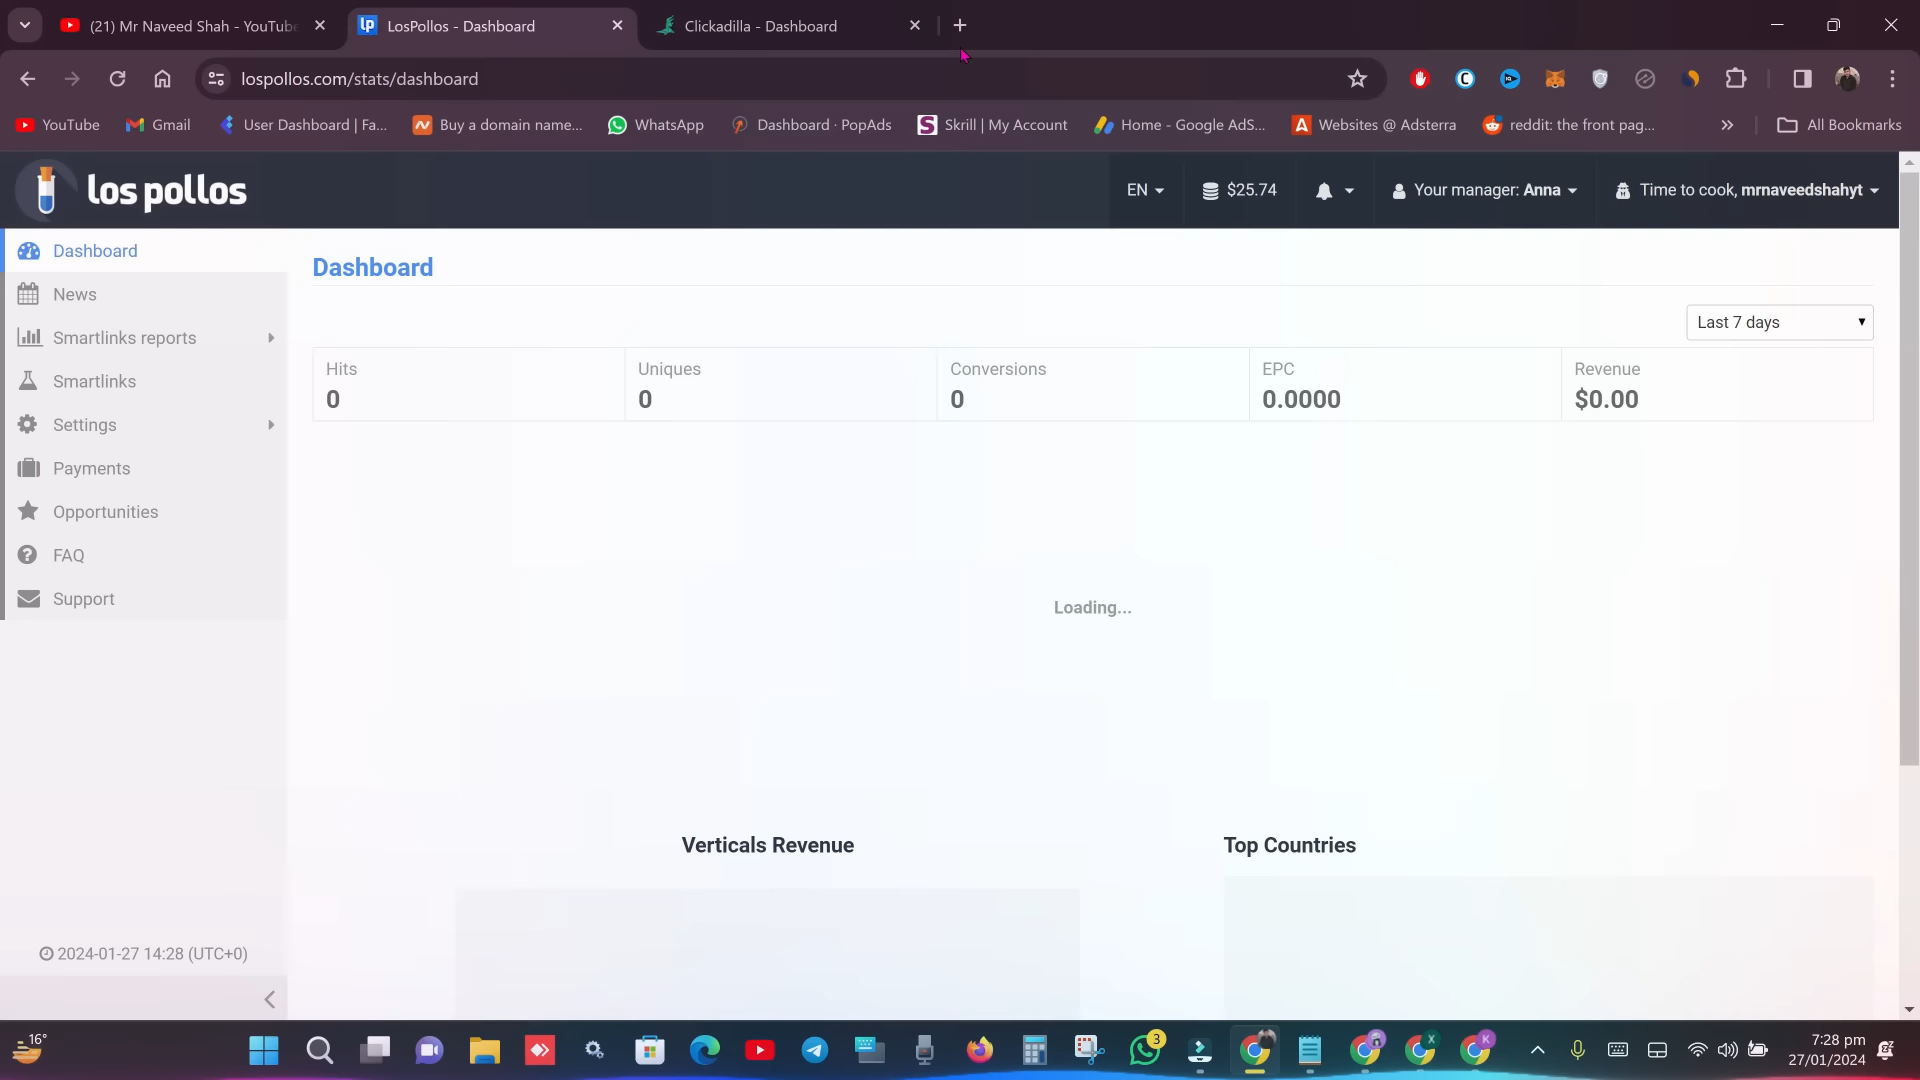 (21) Mr Naveed Shah - YouTube
LosPollos - Dashboard
Clickadilla - Dashboard
lospollos.com/stats/dashboard
YouTube
Gmail
User Dashboard | Fa...
Buy a domain name...
WhatsApp
Dashboard · PopAds
Skrill | My Account
Home - Google AdS...
Websites @ Adsterra
reddit: the front pag...
All Bookmarks
los pollos
EN
$25.74
Your manager: Anna
Time to cook, mrnaveedshahyt
Dashboard
News
Smartlinks reports
Smartlinks
Settings
Payments
Opportunities
FAQ
Support
2024-01-27 14:28 (UTC+0)
Dashboard
Last 7 days
Hits
0
Uniques
0
Conversions
0
EPC
0.0000
Revenue
$0.00
Loading...
Verticals Revenue
Top Countries
16°
3
7:28 pm
27/01/2024